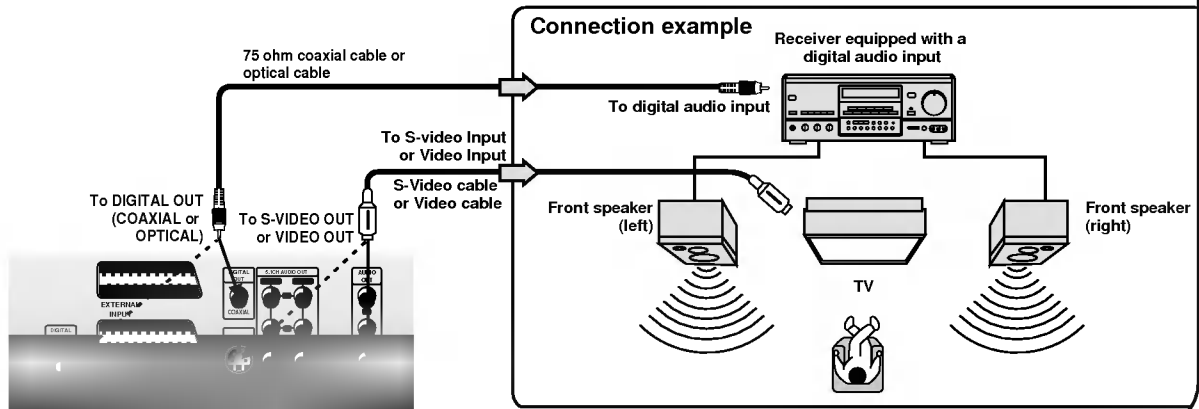 Connection example
75 ohm coaxial cable or
optical cable
Receiver equipped with a
digital audio input
To digital audio input
To S-video Input
or Video Input
S-Video cable
or Video cable
To DIGITAL OUT
(COAXIAL or
OPTICAL)
To S-VIDEO OUT
or VIDEO OUT
Front speaker
(left)
Front speaker
(right)
TV
DIGITAL
OUT
COAXIAL
5.1CH AUDIO OUT
AUDIO
OUT
EXTERNAL
INPUT
DIGITAL